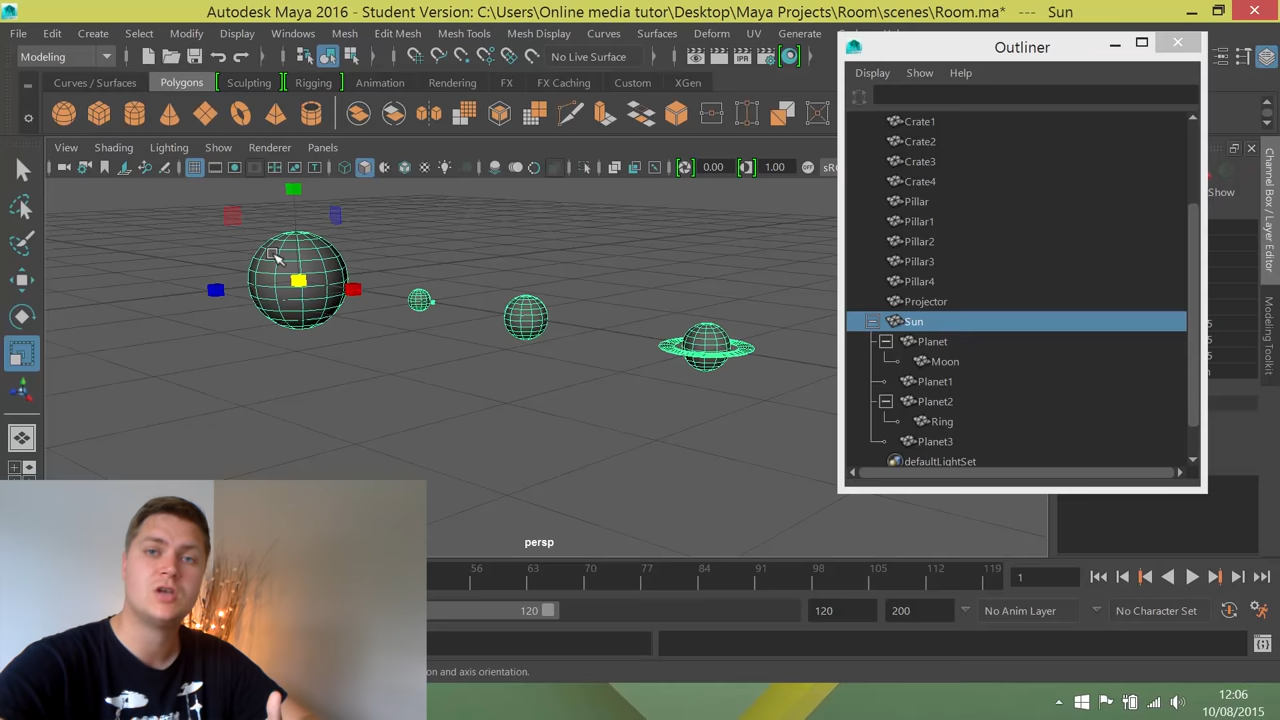 Autodesk Maya 2016 - Student Version: C:\Users\Online media tutor\Desktop\Maya Projects\Room\scenes\Room.ma* --- Sun
File Edit Create Select Modify Display Windows Mesh Edit Mesh Mesh Tools Mesh Display Curves Surfaces Deform UV Generate
Outliner
Modeling
No Live Surface
Display Show Help
Curves / Surfaces Polygons Sculpting Rigging Animation Rendering FX FX Caching Custom XGen
Crate1
Crate2
Crate3
Crate4
Pillar
Pillar1
Pillar2
Pillar3
Pillar4
Projector
Sun
Planet
Moon
Planet1
Planet2
Ring
Planet3
defaultLightSet
View Shading Lighting Show Renderer Panels
0.00 1.00
Show
Channel Box / Layer Editor
Modeling Toolkit
persp
56 63 70 77 84 91 98 105 112 119
1
120 120 200 No Anim Layer No Character Set
on and axis orientation.
12:06
10/08/2015